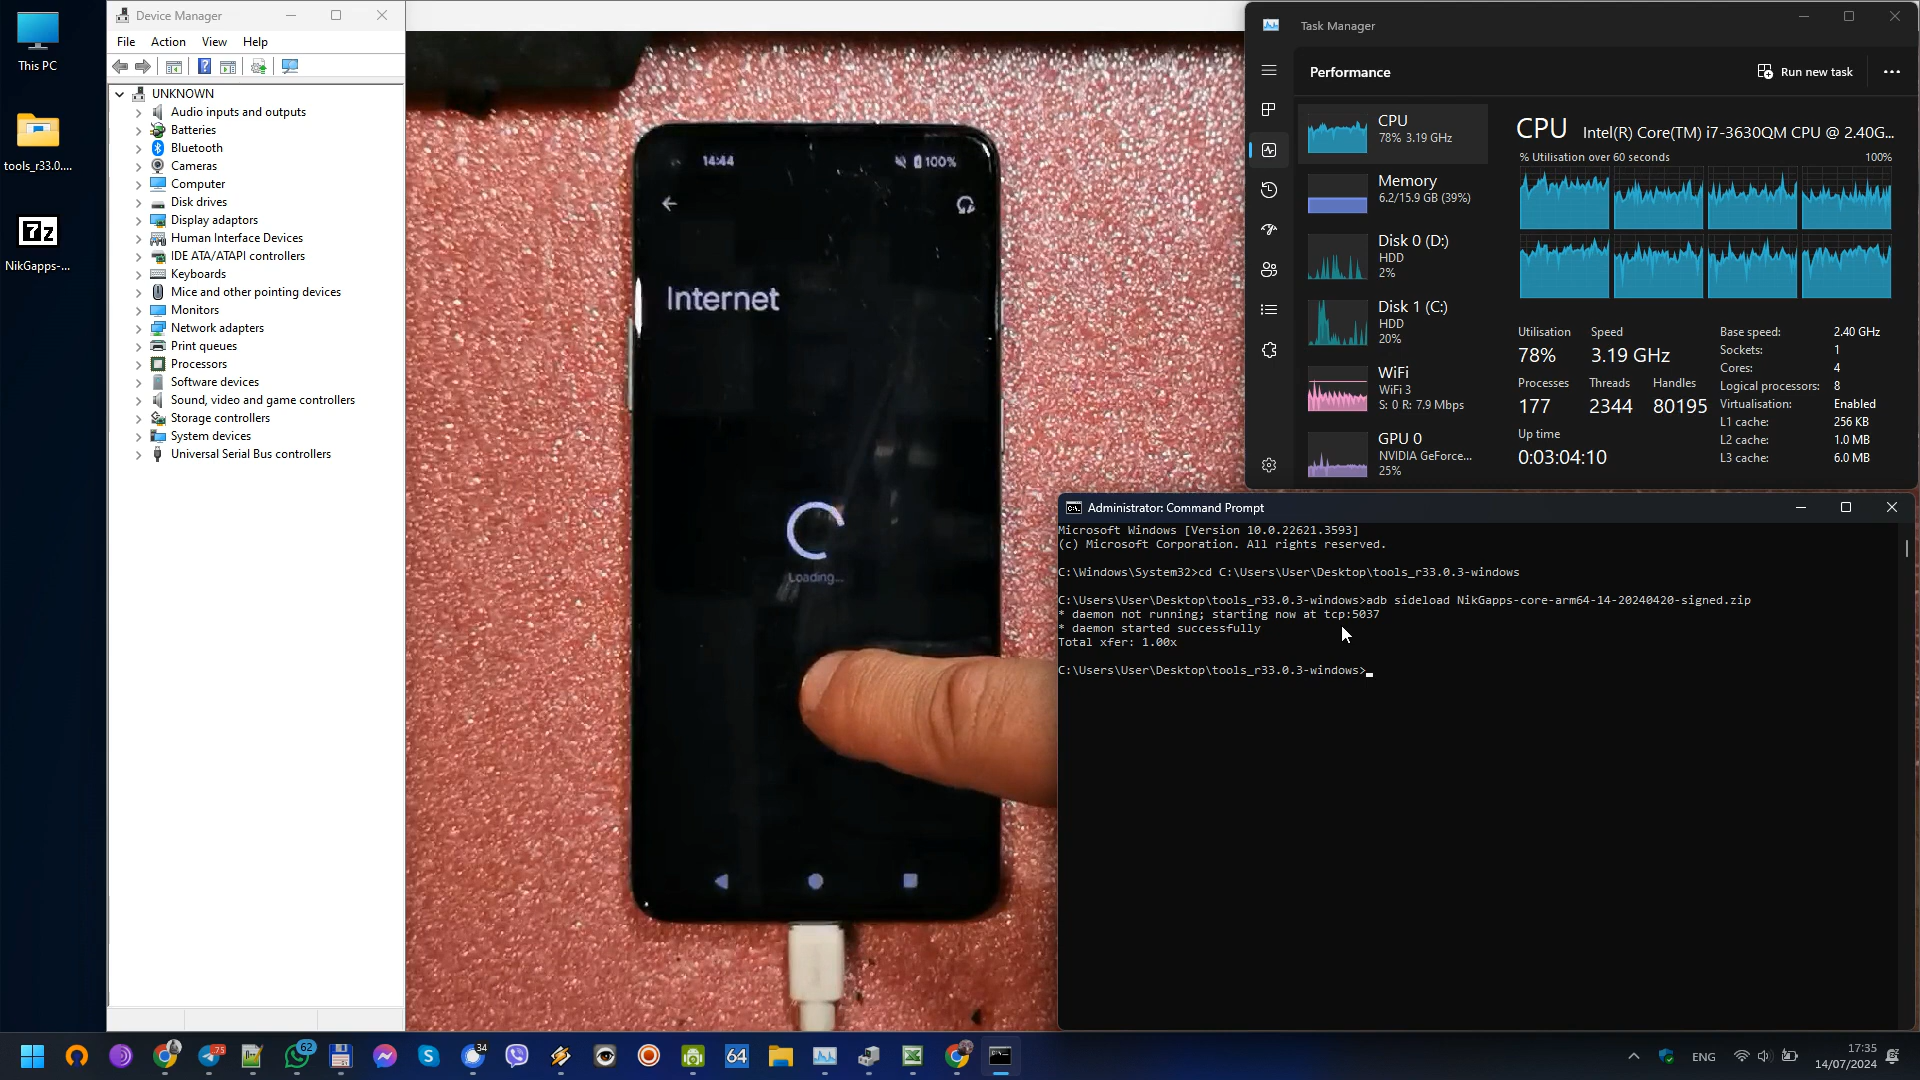 This PC
tools_r33.0....
NikGapps-...
Device Manager
File Action View Help
UNKNOWN
Audio inputs and outputs
Batteries
Bluetooth
Cameras
Computer
Disk drives
Display adaptors
Human Interface Devices
IDE ATA/ATAPI controllers
Keyboards
Mice and other pointing devices
Monitors
Network adapters
Print queues
Processors
Software devices
Sound, video and game controllers
Storage controllers
System devices
Universal Serial Bus controllers
14:44
100%
Internet
Loading...
Task Manager
Performance
Run new task
CPU
78% 3.19 GHz
Memory
6.2/15.9 GB (39%)
Disk 0 (D:)
HDD
2%
Disk 1 (C:)
HDD
20%
WiFi
WiFi 3
S: 0 R: 7.9 Mbps
GPU 0
NVIDIA GeForce...
25%
CPU Intel(R) Core(TM) i7-3630QM CPU @ 2.40G...
% Utilisation over 60 seconds 100%
Utilisation Speed
78% 3.19 GHz
Processes Threads Handles
177 2344 80195
Up time
0:03:04:10
Base speed: 2.40 GHz
Sockets: 1
Cores: 4
Logical processors: 8
Virtualisation: Enabled
L1 cache: 256 KB
L2 cache: 1.0 MB
L3 cache: 6.0 MB
Administrator: Command Prompt
Microsoft Windows [Version 10.0.22621.3593]
(c) Microsoft Corporation. All rights reserved.
C:\Windows\System32>cd C:\Users\User\Desktop\tools_r33.0.3-windows
C:\Users\User\Desktop\tools_r33.0.3-windows>adb sideload NikGapps-core-arm64-14-20240420-signed.zip
* daemon not running; starting now at tcp:5037
* daemon started successfully
Total xfer: 1.00x
C:\Users\User\Desktop\tools_r33.0.3-windows>
75
62
34
64
ENG
17:35
14/07/2024